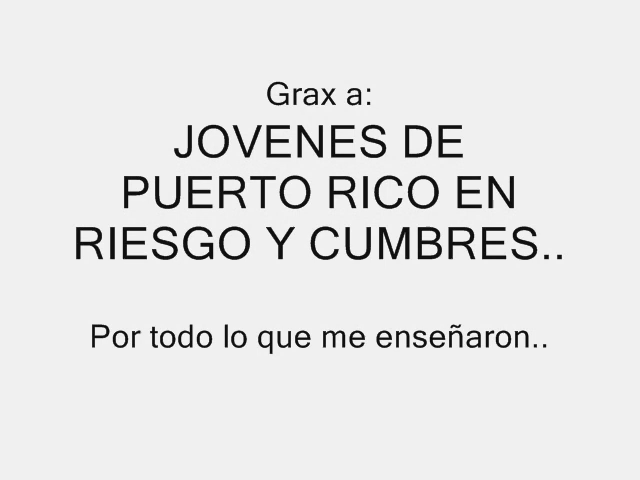 Grax a:
JOVENES DE
PUERTO RICO EN
RIESGO Y CUMBRES..
Por todo lo que me enseñaron..